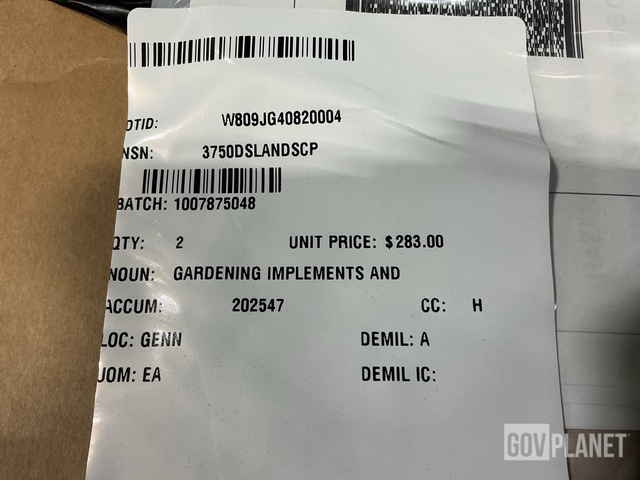 DTID: W809JG40820004
NSN: 3750DSLANDSCP
BATCH: 1007875048
QTY: 2 UNIT PRICE: $283.00
NOUN: GARDENING IMPLEMENTS AND
ACCUM: 202547 CC: H
LOC: GENN DEMIL: A
UOM: EA DEMIL IC:
GOVPLANET